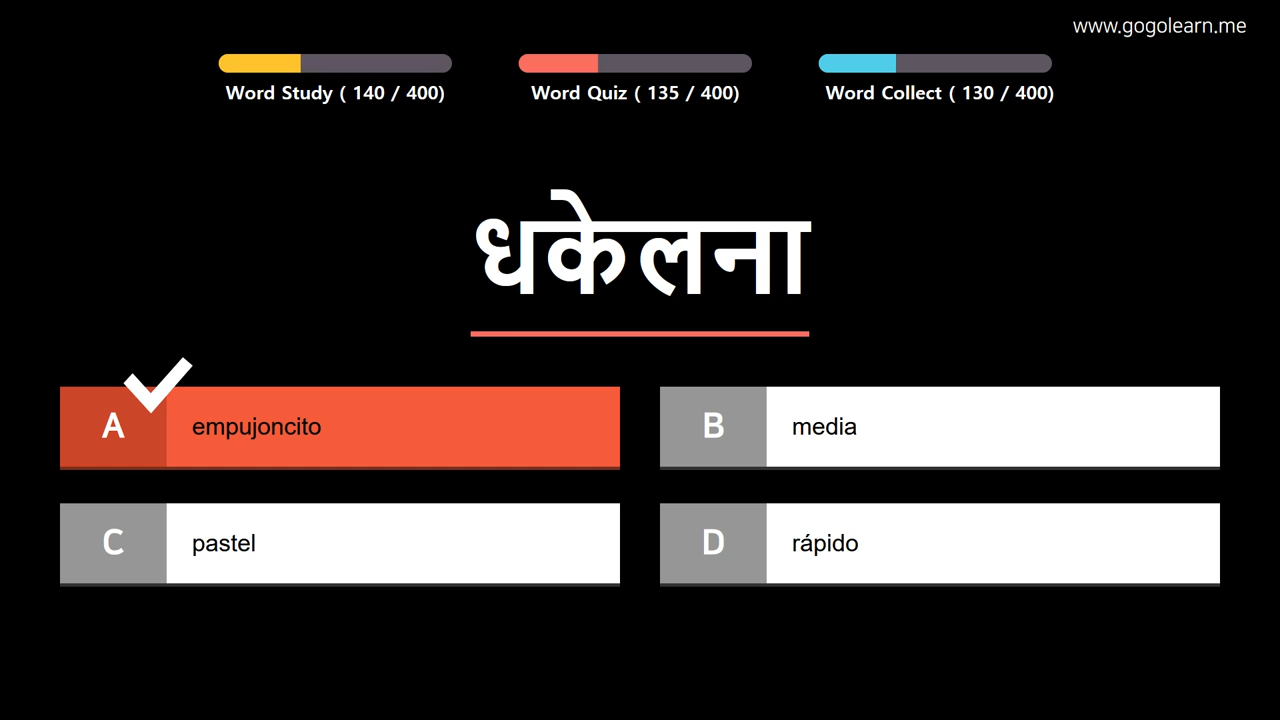 www.gogolearn.me
Word Study ( 140 / 400)
Word Quiz ( 135 / 400)
Word Collect ( 130 / 400)
धकेलना
A empujoncito
B media
C pastel
D rápido